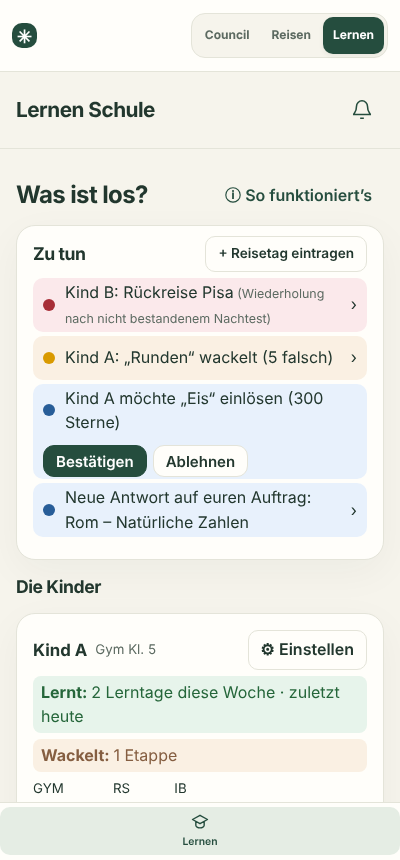 Council Reisen Lernen
Lernen Schule
Was ist los? ⓘ So funktioniert’s
Zu tun + Reisetag eintragen
Kind B: Rückreise Pisa (Wiederholung
nach nicht bestandenem Nachtest) ›
Kind A: „Runden“ wackelt (5 falsch) ›
Kind A möchte „Eis“ einlösen (300
Sterne)
Bestätigen Ablehnen
Neue Antwort auf euren Auftrag:
Rom – Natürliche Zahlen ›
Die Kinder
Kind A Gym Kl. 5 ⚙ Einstellen
Lernt: 2 Lerntage diese Woche · zuletzt
heute
Wackelt: 1 Etappe
GYM RS IB
Lernen